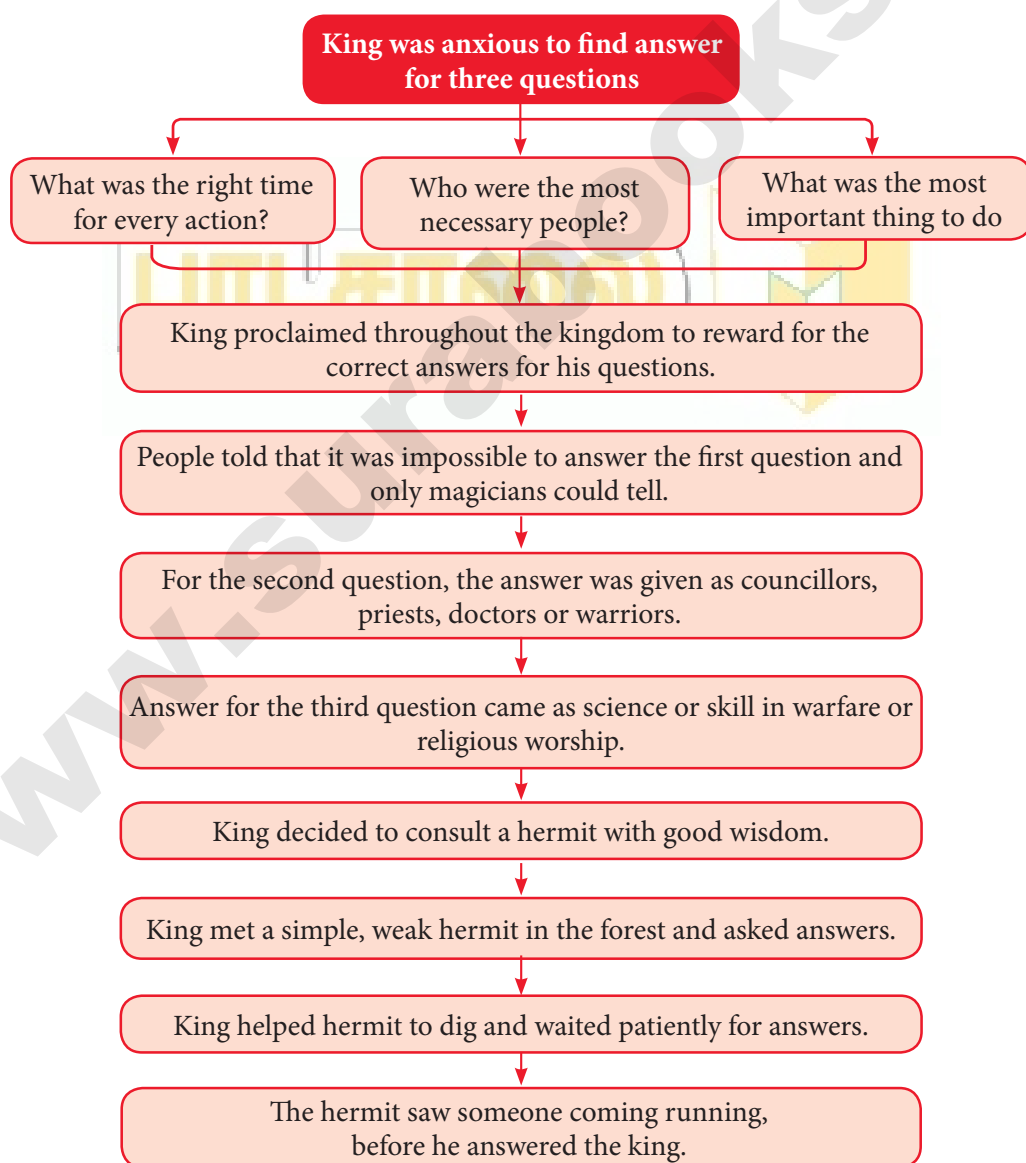 King was anxious to find answer
for three questions
What was the right time
for every action?
Who were the most
necessary people?
What was the most
important thing to do
King proclaimed throughout the kingdom to reward for the
correct answers for his questions.
People told that it was impossible to answer the first question and
only magicians could tell.
For the second question, the answer was given as councillors,
priests, doctors or warriors.
Answer for the third question came as science or skill in warfare or
religious worship.
King decided to consult a hermit with good wisdom.
King met a simple, weak hermit in the forest and asked answers.
King helped hermit to dig and waited patiently for answers.
The hermit saw someone coming running,
before he answered the king.
www.surabooks